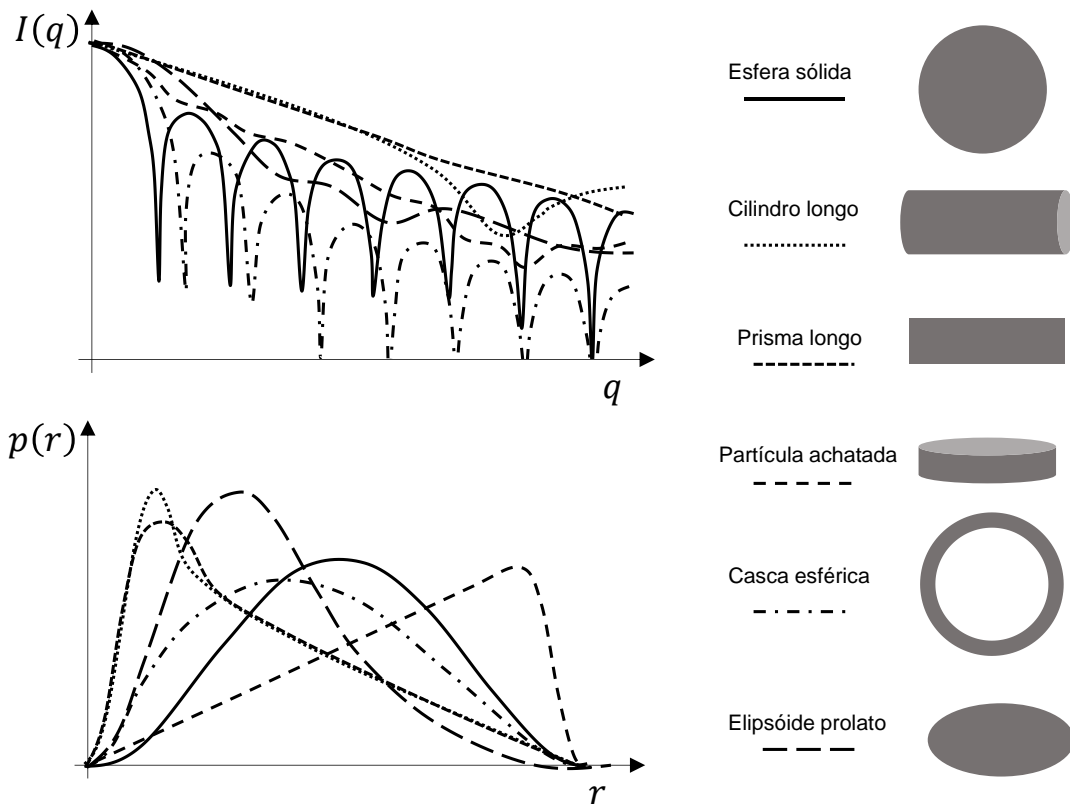 I(q)
q
p(r)
r
Esfera sólida
Cilindro longo
Prisma longo
Partícula achatada
Casca esférica
Elipsóide prolato